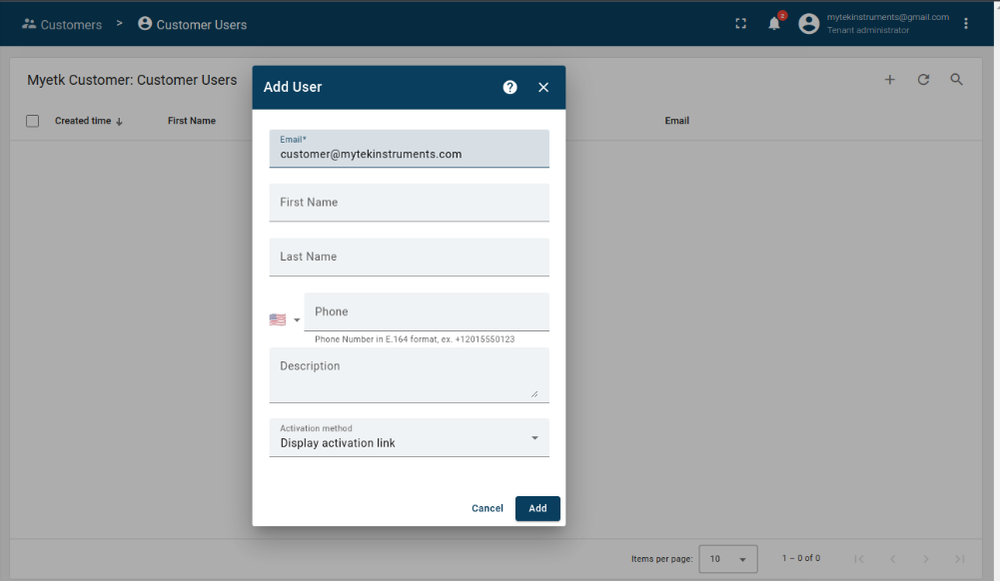 Customers > Customer Users
2
mytekinstruments@gmail.com
Tenant administrator
Myetk Customer: Customer Users
Created time First Name Email
Add User
Email*
customer@mytekinstruments.com
First Name
Last Name
Phone
Phone Number in E.164 format, ex. +12015550123
Description
Activation method
Display activation link
Cancel Add
Items per page: 10 1 – 0 of 0